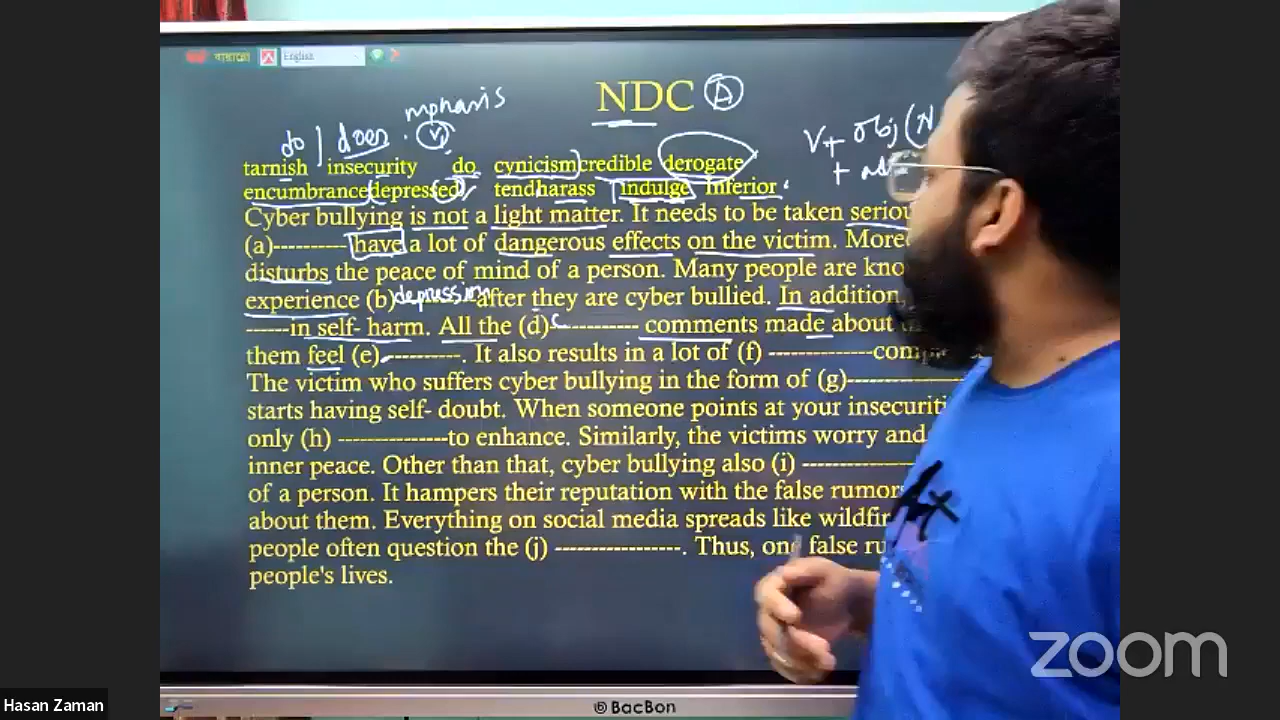 বায়ান্নো English
NDC A
mphasis
do / does . v
V+ obj (N
+ ad
tarnish insecurity do cynicism credible derogate
encumbrance depressed tend harass indulge Inferior
Cyber bullying is not a light matter. It needs to be taken seriou
(a)---------- have a lot of dangerous effects on the victim. More
disturbs the peace of mind of a person. Many people are kno
experience (b) depression after they are cyber bullied. In addition,
------in self- harm. All the (d)----------- comments made about
them feel (e)----------. It also results in a lot of (f) -------------comp
The victim who suffers cyber bullying in the form of (g)-------------
starts having self- doubt. When someone points at your insecuriti
only (h) --------------to enhance. Similarly, the victims worry and
inner peace. Other than that, cyber bullying also (i) --------------
of a person. It hampers their reputation with the false rumor
about them. Everything on social media spreads like wildfir
people often question the (j) ----------------. Thus, one false ru
people's lives.
BacBon
zoom
Hasan Zaman